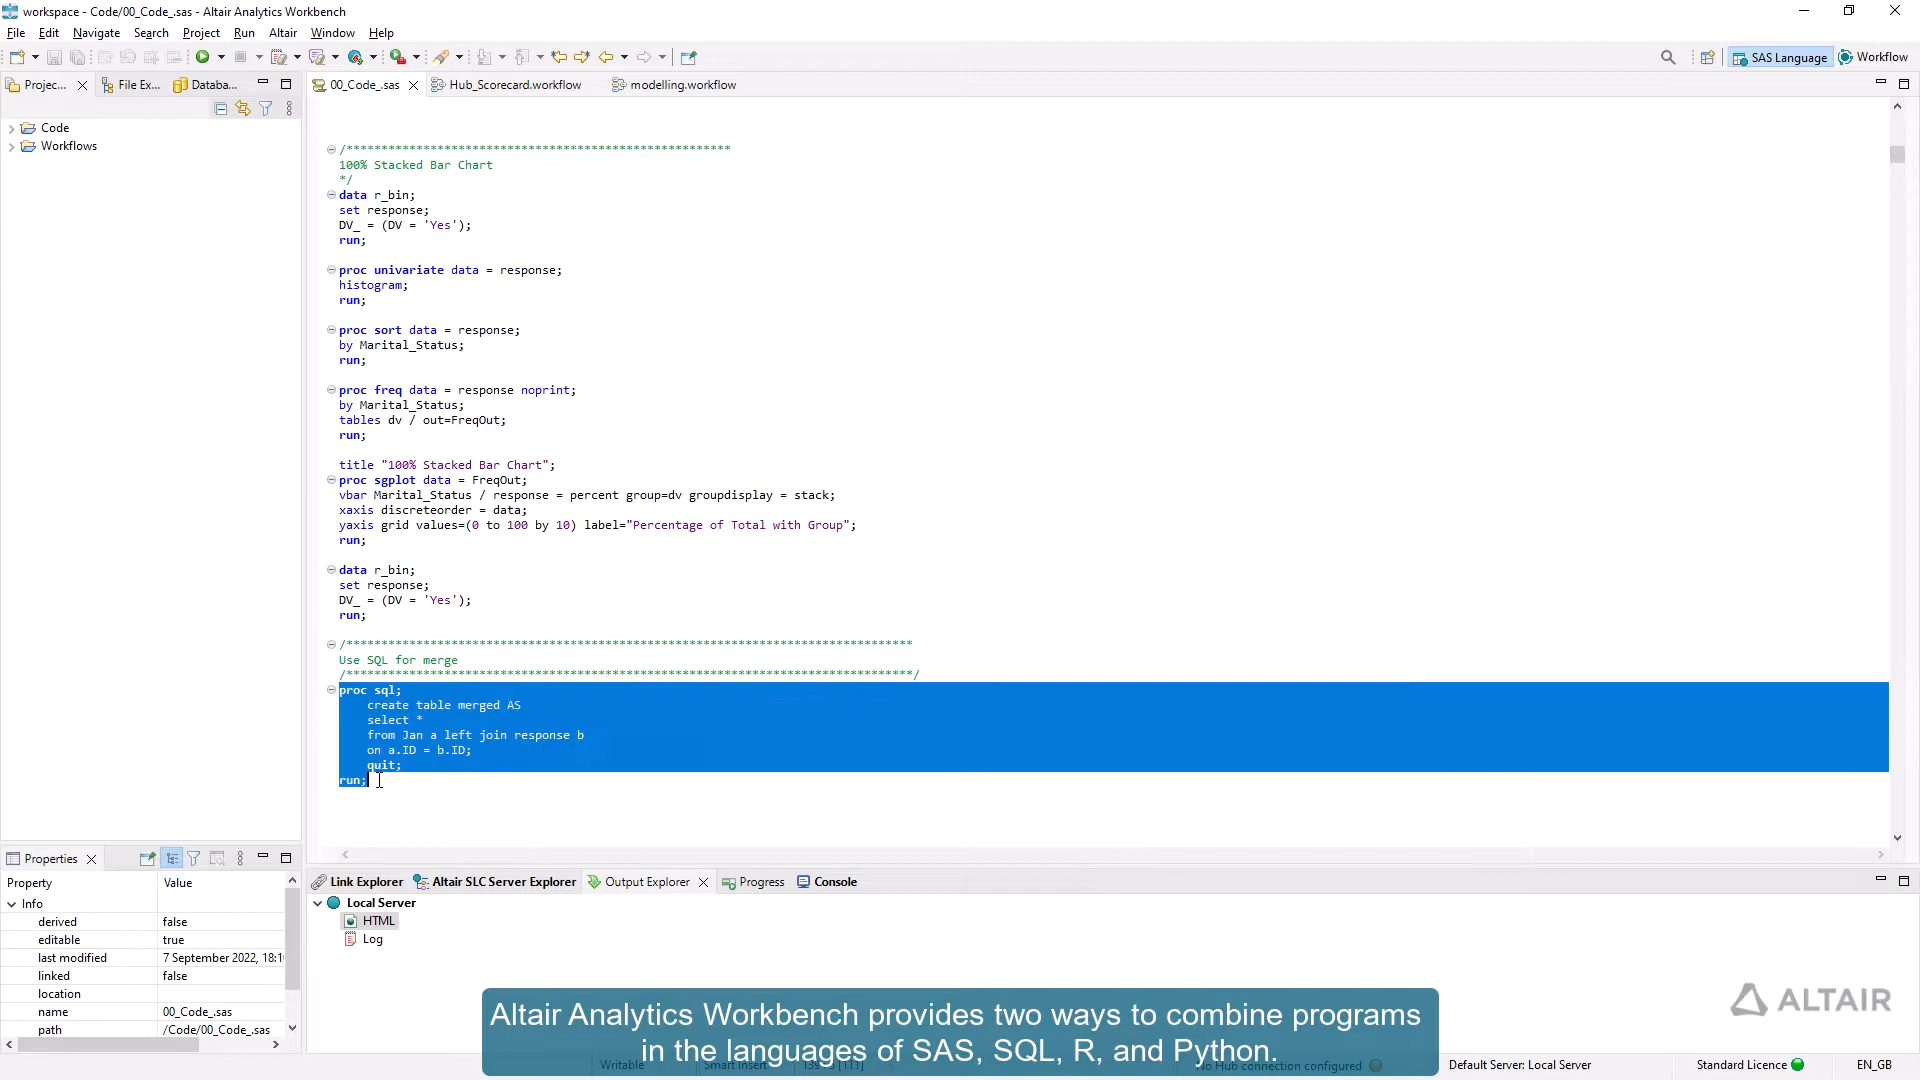 workspace - Code/00_Code_.sas - Altair Analytics Workbench
File Edit Navigate Search Project Run Altair Window Help
SAS Language Workflow
Projec... File Ex... Databa...
00_Code_.sas Hub_Scorecard.workflow modelling.workflow
Code
Workflows
/*******************************************************
100% Stacked Bar Chart
*/
data r_bin;
set response;
DV_ = (DV = 'Yes');
run;
proc univariate data = response;
histogram;
run;
proc sort data = response;
by Marital_Status;
run;
proc freq data = response noprint;
by Marital_Status;
tables dv / out=FreqOut;
run;
title "100% Stacked Bar Chart";
proc sgplot data = FreqOut;
vbar Marital_Status / response = percent group=dv groupdisplay = stack;
xaxis discreteorder = data;
yaxis grid values=(0 to 100 by 10) label="Percentage of Total with Group";
run;
data r_bin;
set response;
DV_ = (DV = 'Yes');
run;
/*********************************************************************************
Use SQL for merge
/*********************************************************************************/
proc sql;
create table merged AS
select *
from Jan a left join response b
on a.ID = b.ID;
quit;
run;
Properties
Property Value
Info
derived false
editable true
last modified 7 September 2022, 18:1
linked false
location
name 00_Code_.sas
path /Code/00_Code_.sas
Link Explorer Altair SLC Server Explorer Output Explorer Progress Console
Local Server
HTML
Log
ALTAIR
Altair Analytics Workbench provides two ways to combine programs
in the languages of SAS, SQL, R, and Python.
Writable Smart Insert No Hub connection configured Default Server: Local Server Standard Licence EN_GB